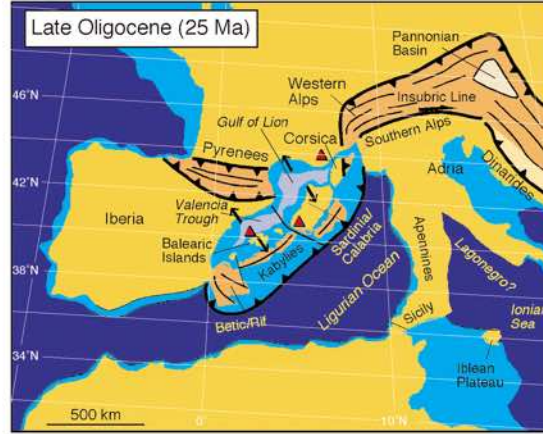 Late Oligocene (25 Ma)
Pannonian
Basin
46°N
Western
Alps
Insubric Line
Gulf of Lion
Corsica
Southern Alps
Pyrenees
42°N
Adria
Dinarides
Valencia
Trough
Iberia
Balearic
Islands
Sardinia/
Calabria
Apennines
Lagonegro?
38°N
Kabylies
Ligurian Ocean
Betic/Rif
Sicily
Ionian
Sea
34°N
Iblean
Plateau
500 km
0°
10°N